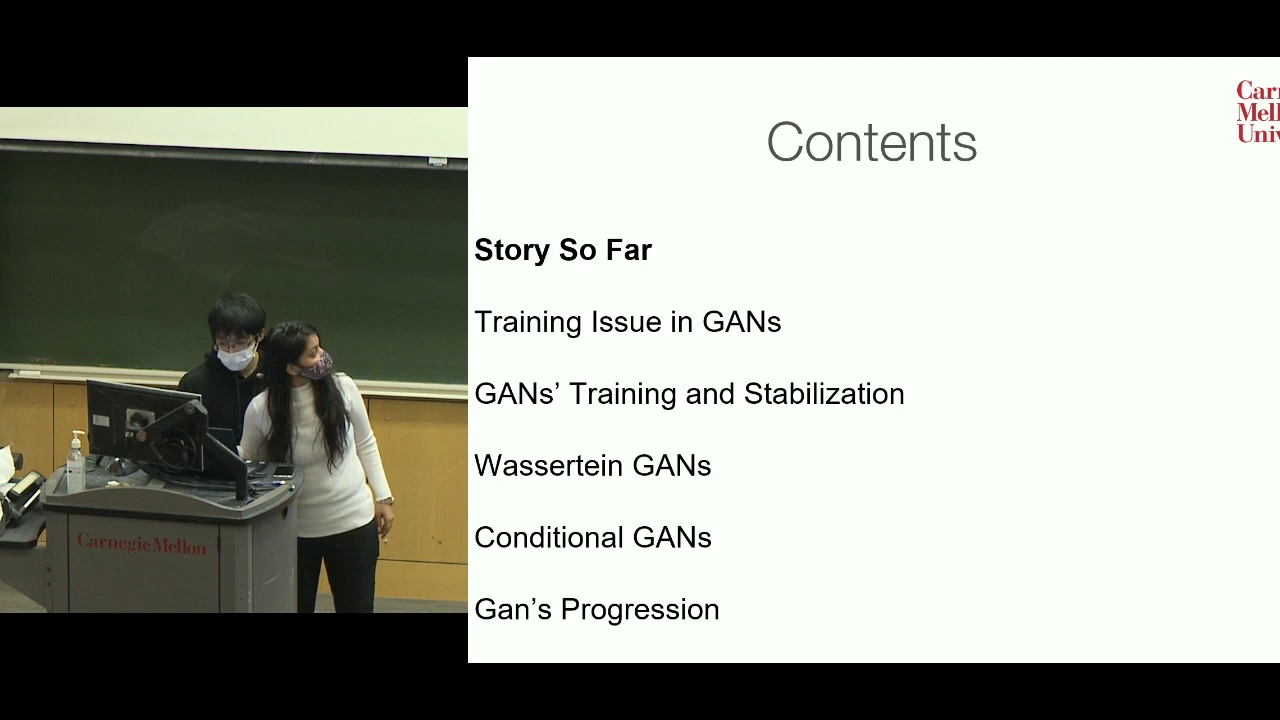 Contents
Story So Far
Training Issue in GANs
GANs’ Training and Stabilization
Wassertein GANs
Conditional GANs
Gan’s Progression
Carnegie Mellon